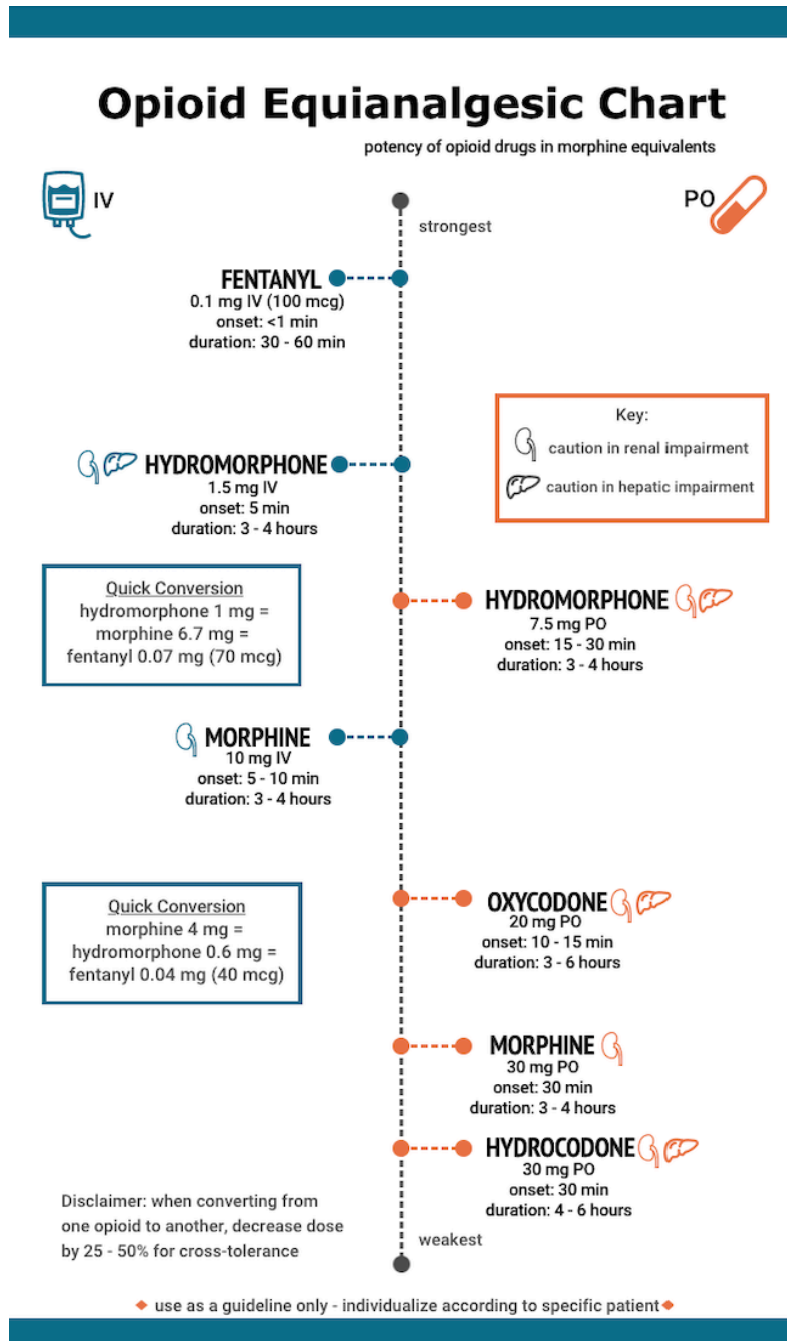 Opioid Equianalgesic Chart
potency of opioid drugs in morphine equivalents
IV
PO
strongest
FENTANYL
0.1 mg IV (100 mcg)
onset: <1 min
duration: 30 - 60 min
Key:
caution in renal impairment
caution in hepatic impairment
HYDROMORPHONE
1.5 mg IV
onset: 5 min
duration: 3 - 4 hours
Quick Conversion
hydromorphone 1 mg =
morphine 6.7 mg =
fentanyl 0.07 mg (70 mcg)
HYDROMORPHONE
7.5 mg PO
onset: 15 - 30 min
duration: 3 - 4 hours
MORPHINE
10 mg IV
onset: 5 - 10 min
duration: 3 - 4 hours
Quick Conversion
morphine 4 mg =
hydromorphone 0.6 mg =
fentanyl 0.04 mg (40 mcg)
OXYCODONE
20 mg PO
onset: 10 - 15 min
duration: 3 - 6 hours
MORPHINE
30 mg PO
onset: 30 min
duration: 3 - 4 hours
HYDROCODONE
30 mg PO
onset: 30 min
duration: 4 - 6 hours
Disclaimer: when converting from
one opioid to another, decrease dose
by 25 - 50% for cross-tolerance
weakest
use as a guideline only - individualize according to specific patient